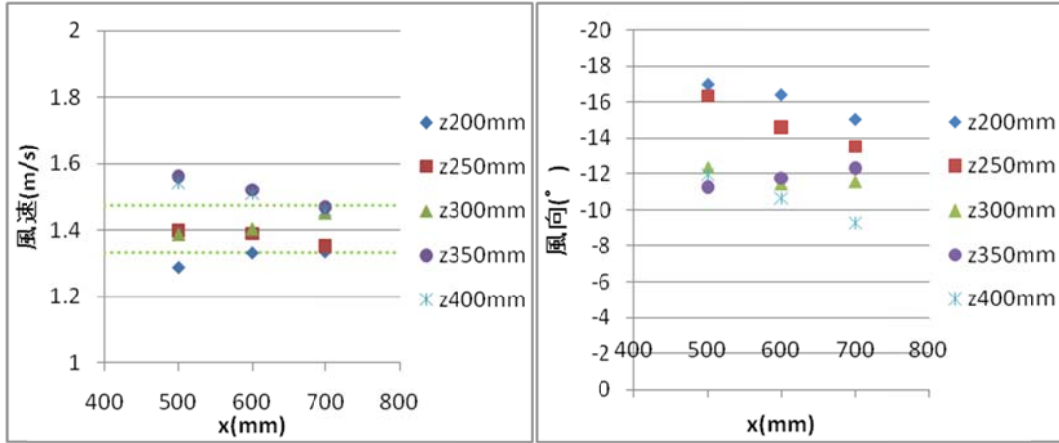 2
1.8
1.6
1.4
1.2
1
風速(m/s)
400 500 600 700 800
x(mm)
z200mm
z250mm
z300mm
z350mm
z400mm
-20
-18
-16
-14
-12
-10
-8
-6
-4
-2
0
風向(°)
400 500 600 700 800
x(mm)
z200mm
z250mm
z300mm
z350mm
z400mm